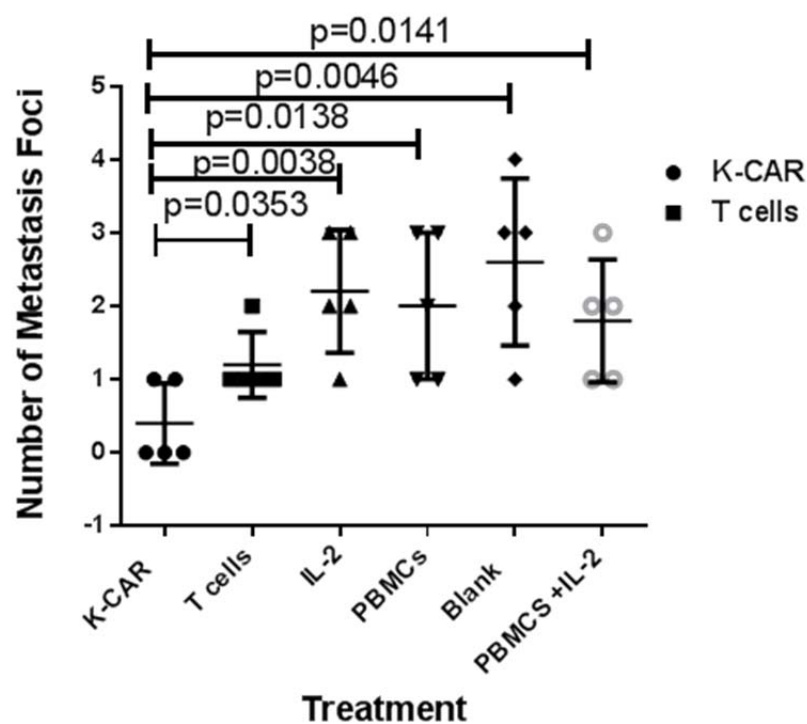 p=0.0141
p=0.0046
p=0.0138
p=0.0038
p=0.0353
Number of Metastasis Foci
5
4
3
2
1
0
-1
K-CAR
T cells
IL-2
PBMCs
Blank
PBMCS +IL-2
Treatment
K-CAR
T cells